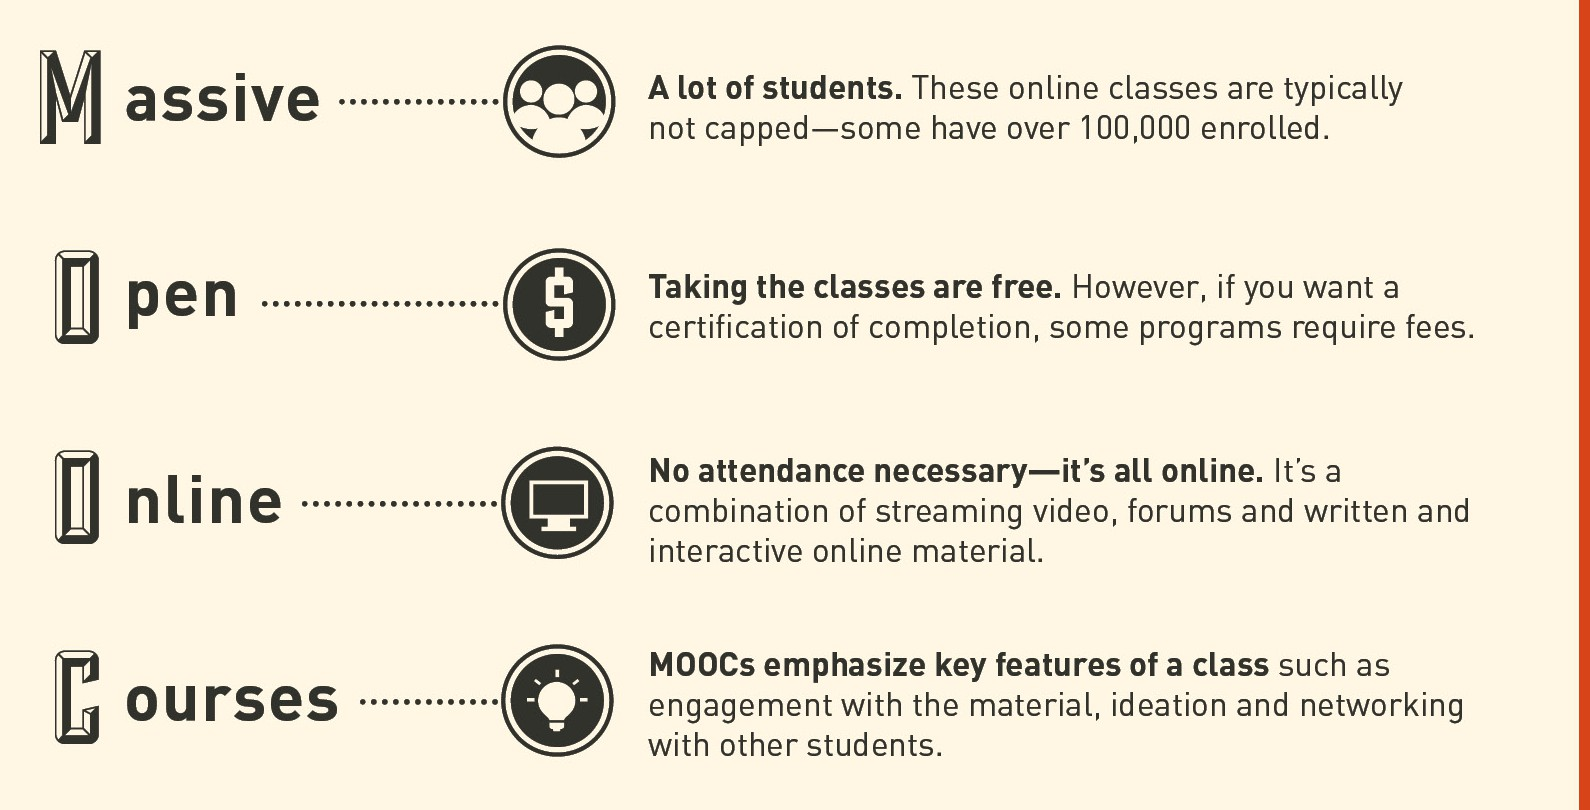 Massive
A lot of students. These online classes are typically
not capped—some have over 100,000 enrolled.
Open
$
Taking the classes are free. However, if you want a
certification of completion, some programs require fees.
Online
No attendance necessary—it’s all online. It’s a
combination of streaming video, forums and written and
interactive online material.
Courses
MOOCs emphasize key features of a class such as
engagement with the material, ideation and networking
with other students.